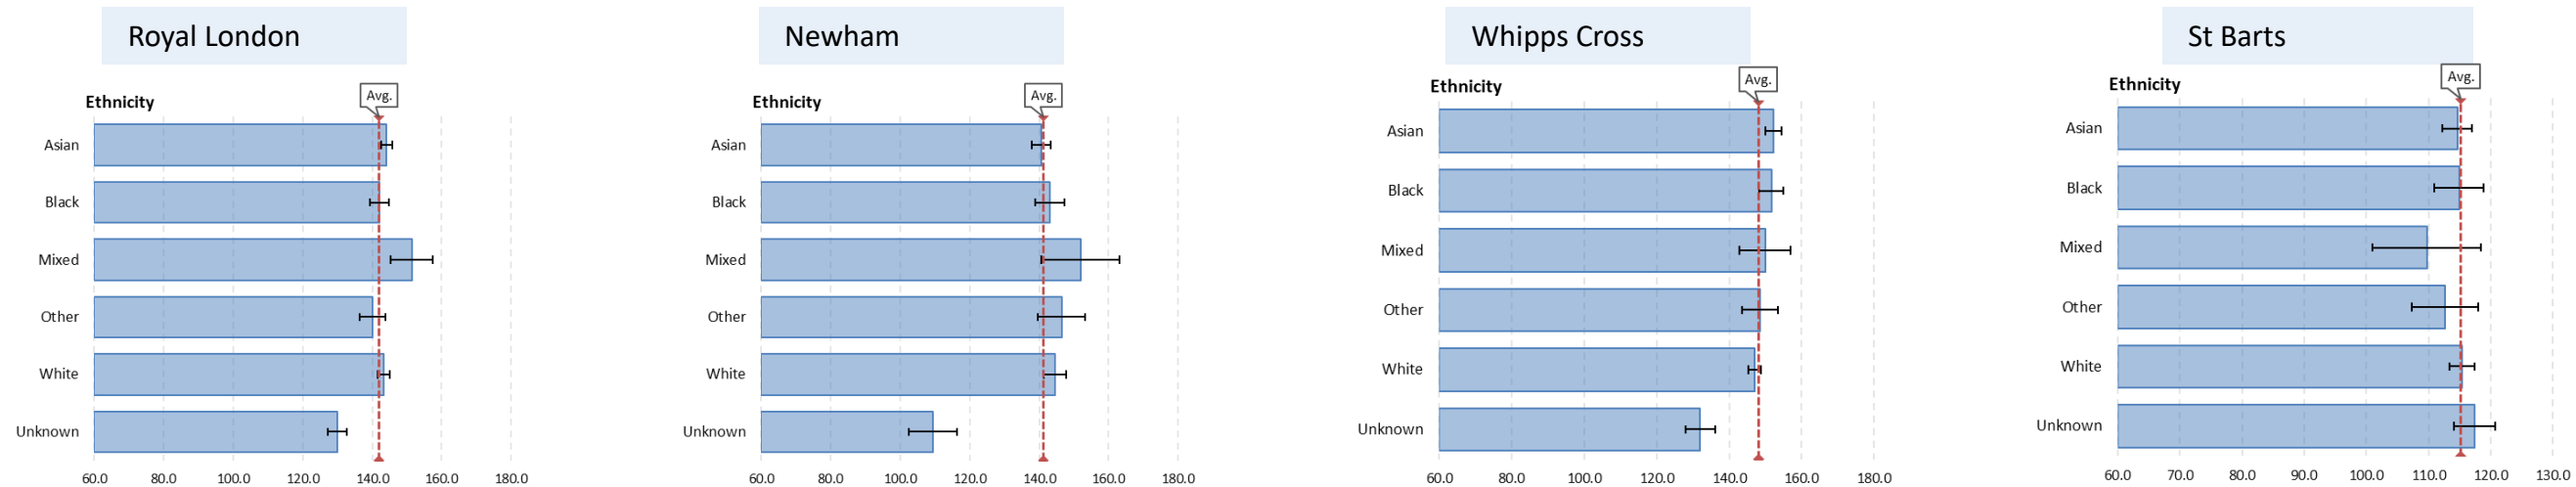 Royal London
Ethnicity
Avg.
Asian
Black
Mixed
Other
White
Unknown
60.0 80.0 100.0 120.0 140.0 160.0 180.0
Newham
Ethnicity
Avg.
Asian
Black
Mixed
Other
White
Unknown
60.0 80.0 100.0 120.0 140.0 160.0 180.0
Whipps Cross
Ethnicity
Avg.
Asian
Black
Mixed
Other
White
Unknown
60.0 80.0 100.0 120.0 140.0 160.0 180.0
St Barts
Ethnicity
Avg.
Asian
Black
Mixed
Other
White
Unknown
60.0 70.0 80.0 90.0 100.0 110.0 120.0 130.0